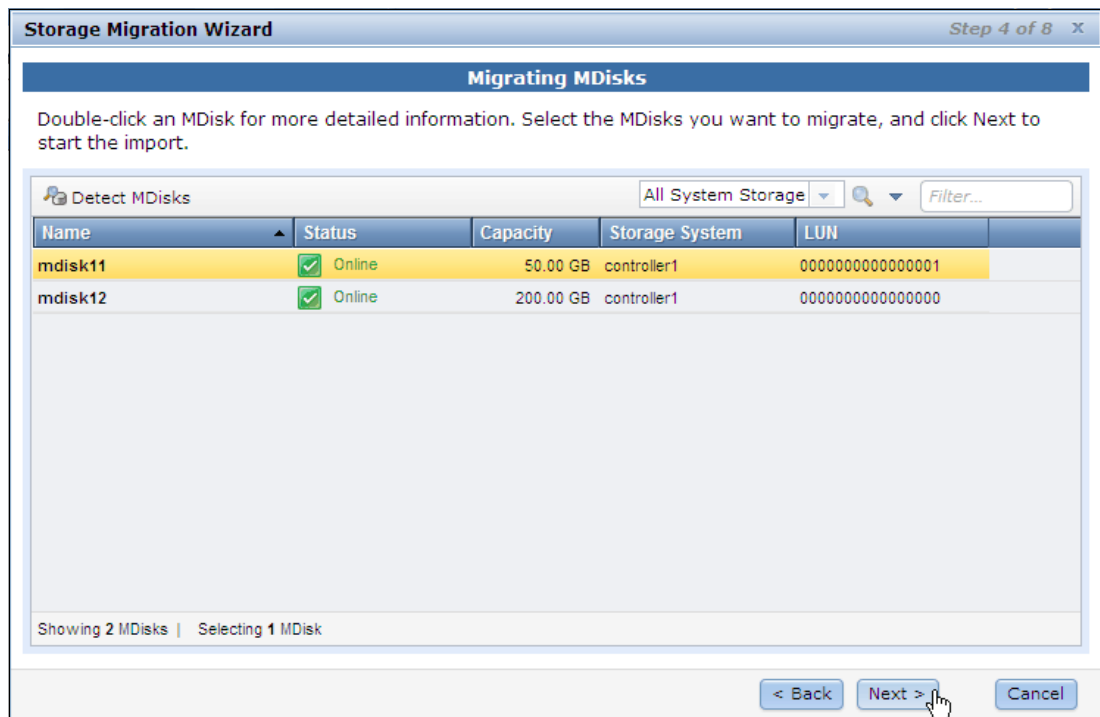 Storage Migration Wizard Step 4 of 8 X
Migrating MDisks
Double-click an MDisk for more detailed information. Select the MDisks you want to migrate, and click Next to
start the import.
Detect MDisks All System Storage Filter...
Name Status Capacity Storage System LUN
mdisk11 Online 50.00 GB controller1 0000000000000001
mdisk12 Online 200.00 GB controller1 0000000000000000
Showing 2 MDisks | Selecting 1 MDisk
< Back Next > Cancel